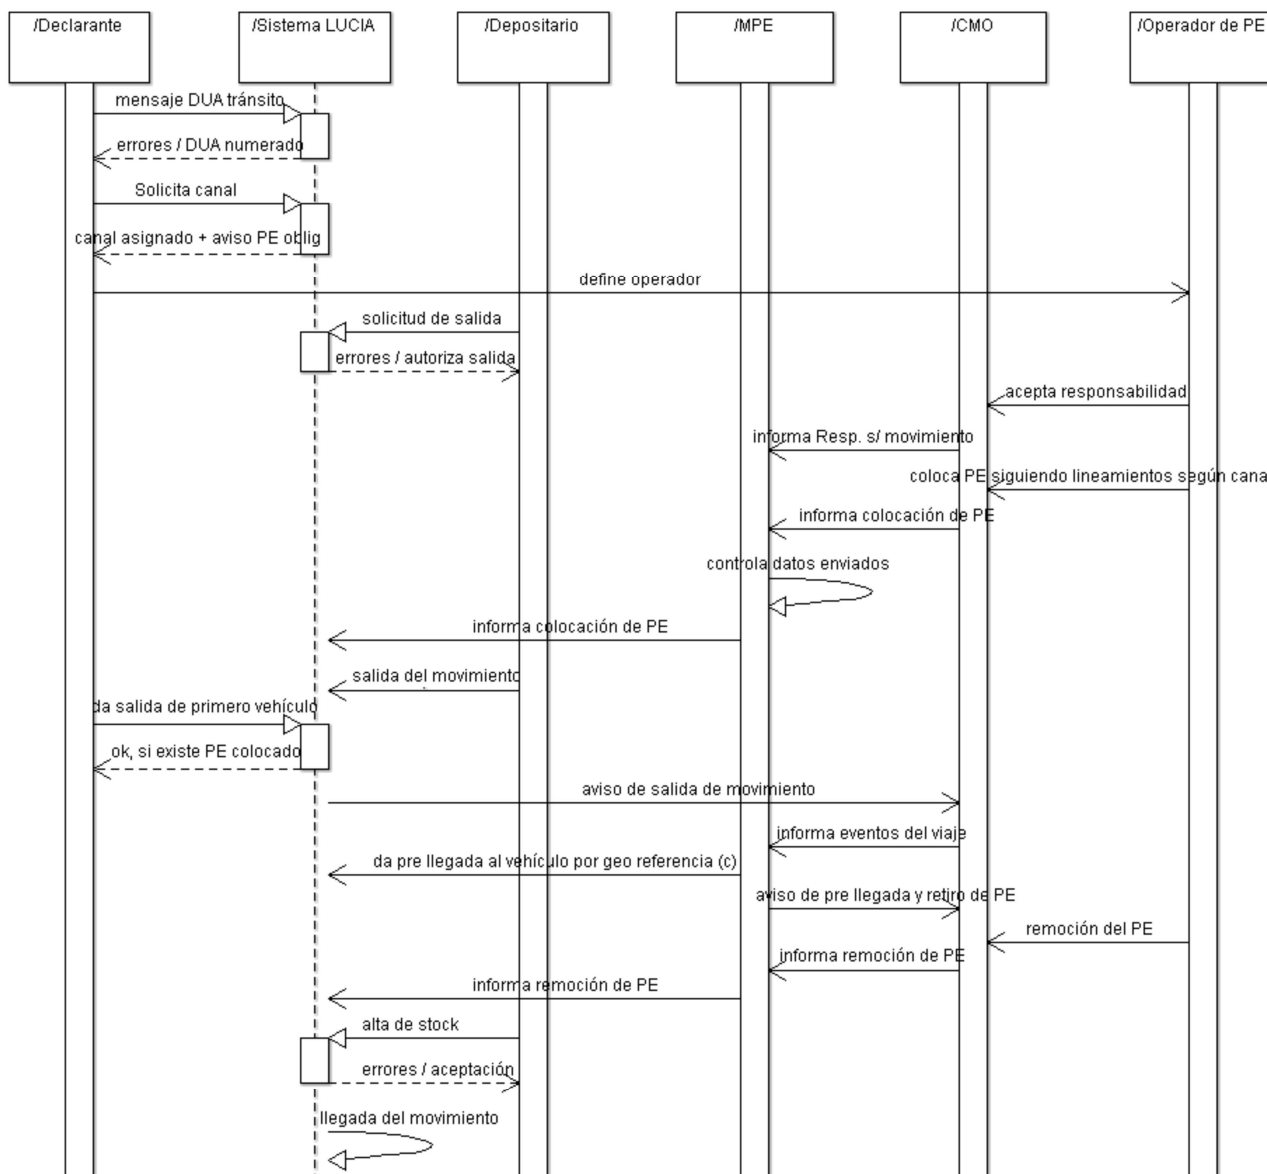 /Declarante
/Sistema LUCIA
/Depositario
/MPE
/CMO
/Operador de PE
mensaje DUA tránsito
errores / DUA numerado
Solicita canal
canal asignado + aviso PE oblig
define operador
solicitud de salida
errores / autoriza salida
acepta responsabilidad
informa Resp. s/ movimiento
coloca PE siguiendo lineamientos según cana
informa colocación de PE
controla datos enviados
informa colocación de PE
salida del movimiento
da salida de primero vehículo
ok, si existe PE colocado
aviso de salida de movimiento
informa eventos del viaje
da pre llegada al vehículo por geo referencia (c)
aviso de pre llegada y retiro de PE
remoción del PE
informa remoción de PE
informa remoción de PE
alta de stock
errores / aceptación
llegada del movimiento